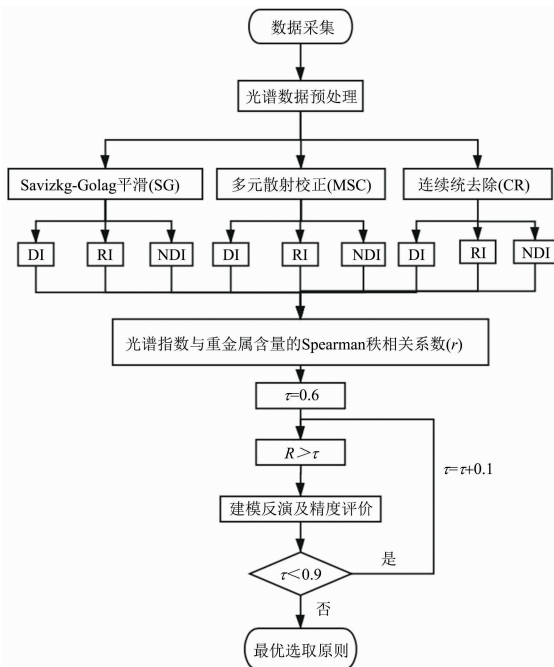 数据采集
光谱数据预处理
Savizkg-Golag平滑(SG)
多元散射校正(MSC)
连续统去除(CR)
DI
RI
NDI
DI
RI
NDI
DI
RI
NDI
光谱指数与重金属含量的Spearman秩相关系数(r)
τ=0.6
R＞τ
τ=τ+0.1
建模反演及精度评价
τ＜0.9
是
否
最优选取原则